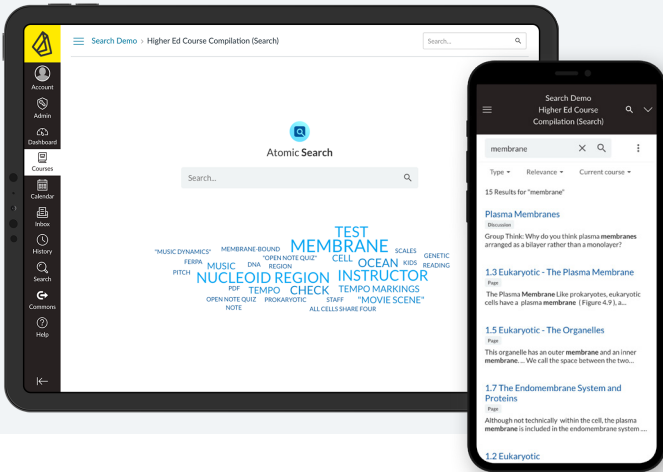 Search Demo > Higher Ed Course Compilation (Search)
Search...
Account
Admin
Dashboard
Courses
Calendar
Inbox
History
Search
Commons
Help
Atomic Search
Search...
TEST
"MUSIC DYNAMICS" MEMBRANE-BOUND MEMBRANE SCALES
FERPA "OPEN NOTE QUIZ" CELL OCEAN KIDS GENETIC
PITCH MUSIC DNA REGION READING
NUCLEOID REGION INSTRUCTOR
PDF TEMPO CHECK TEMPO MARKINGS
OPEN NOTE QUIZ PROKARYOTIC STAFF "MOVIE SCENE"
NOTE ALL CELLS SHARE FOUR
Search Demo
Higher Ed Course
Compilation (Search)
membrane
Type Relevance Current course
15 Results for "membrane"
Plasma Membranes
Discussion
Group Think: Why do you think plasma membranes
arranged as a bilayer rather than a monolayer?
1.3 Eukaryotic - The Plasma Membrane
Page
The Plasma Membrane Like prokaryotes, eukaryotic
cells have a plasma membrane (Figure 4.9 ), a...
1.5 Eukaryotic - The Organelles
Page
This organelle has an outer membrane and an inner
membrane. ... We call the space between the two...
1.7 The Endomembrane System and
Proteins
Page
Although not technically within the cell, the plasma
membrane is included in the endomembrane system ....
1.2 Eukaryotic